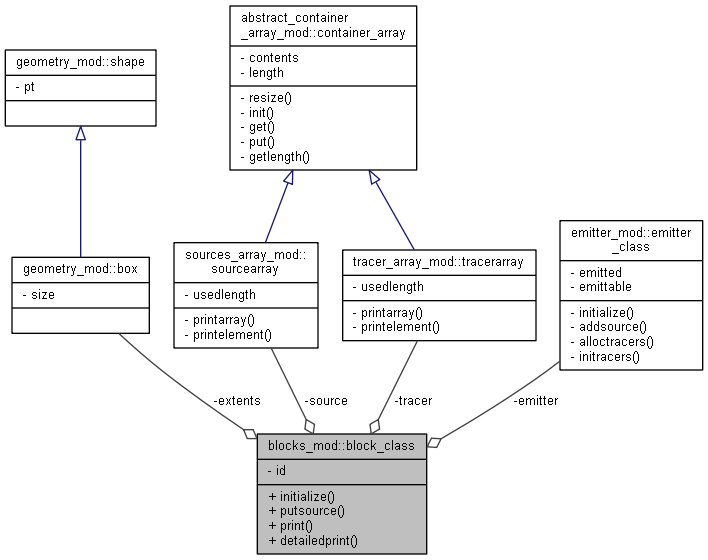 abstract_container
_array_mod::container_array
- contents
- length
- resize()
- init()
- get()
- put()
- getlength()
geometry_mod::shape
- pt
geometry_mod::box
- size
sources_array_mod::
sourcearray
- usedlength
- printarray()
- printelement()
tracer_array_mod::tracerarray
- usedlength
- printarray()
- printelement()
emitter_mod::emitter
_class
- emitted
- emittable
- initialize()
- addsource()
- alloctracers()
- initracers()
-extents
-source
-tracer
-emitter
blocks_mod::block_class
- id
+ initialize()
+ putsource()
+ print()
+ detailedprint()